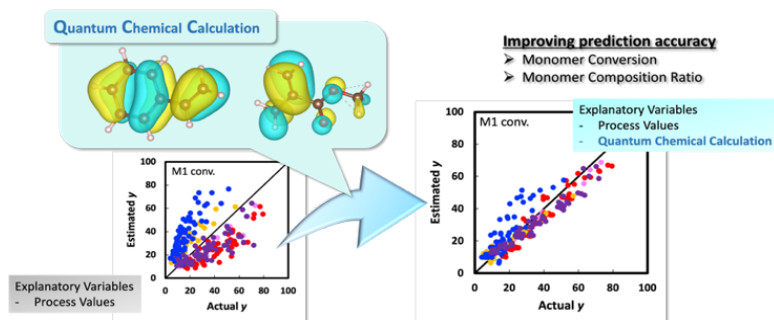 Quantum Chemical Calculation
Improving prediction accuracy
➢ Monomer Conversion
➢ Monomer Composition Ratio
M1 conv.
100
80
60
40
20
0
Estimated y
0 20 40 60 80 100
Actual y
Explanatory Variables
- Process Values
M1 conv.
100
80
60
40
20
0
Estimated y
0 20 40 60 80 100
Actual y
Explanatory Variables
- Process Values
- Quantum Chemical Calculation